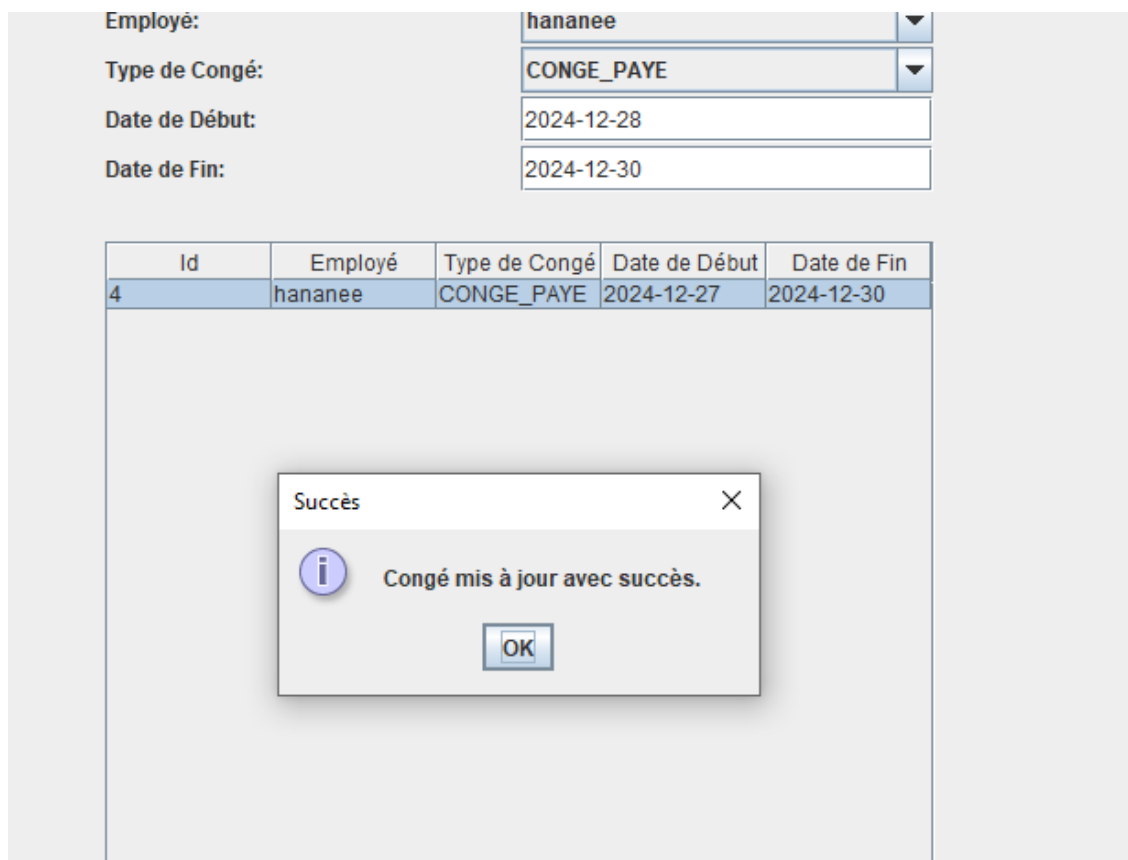 Employé: hananee
Type de Congé: CONGE_PAYE
Date de Début: 2024-12-28
Date de Fin: 2024-12-30
Id Employé Type de Congé Date de Début Date de Fin
4 hananee CONGE_PAYE 2024-12-27 2024-12-30
Succès
Congé mis à jour avec succès.
OK